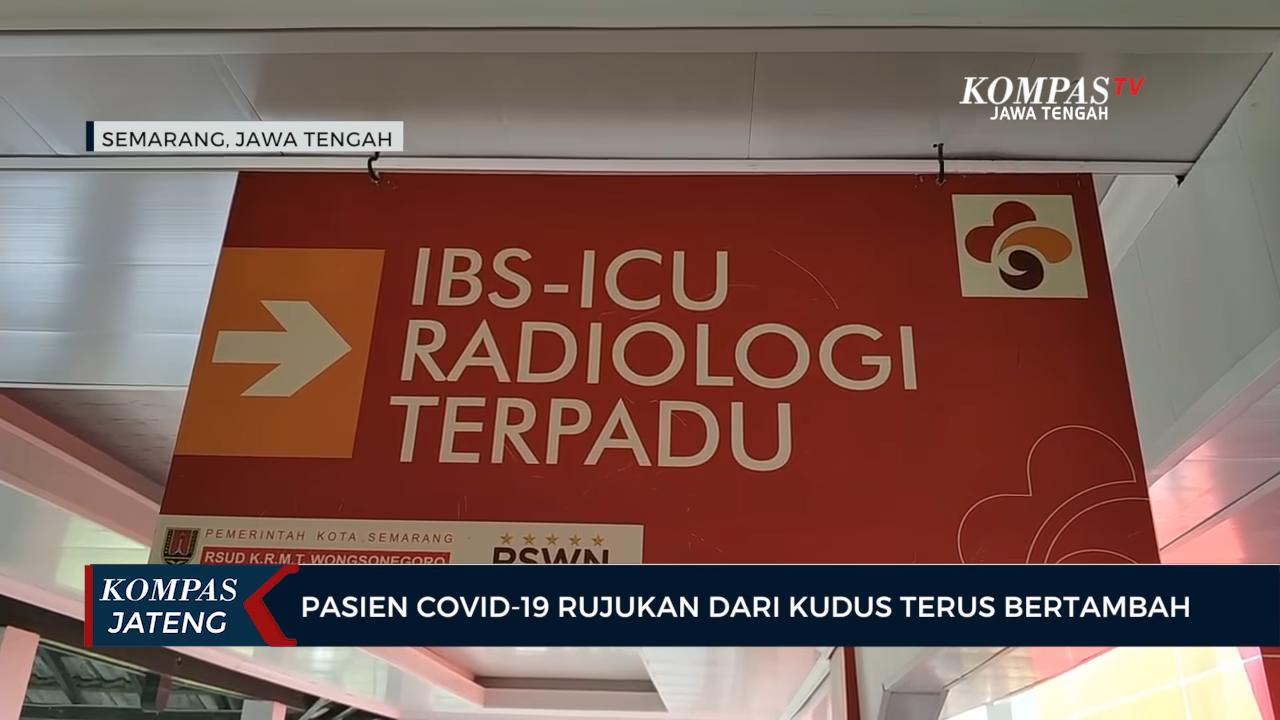 KOMPAS TV
JAWA TENGAH
SEMARANG, JAWA TENGAH
IBS-ICU
RADIOLOGI
TERPADU
PEMERINTAH KOTA SEMARANG
RSUD K.R.M.T. WONGSONEGORO
RSWN
KOMPAS
JATENG
PASIEN COVID-19 RUJUKAN DARI KUDUS TERUS BERTAMBAH